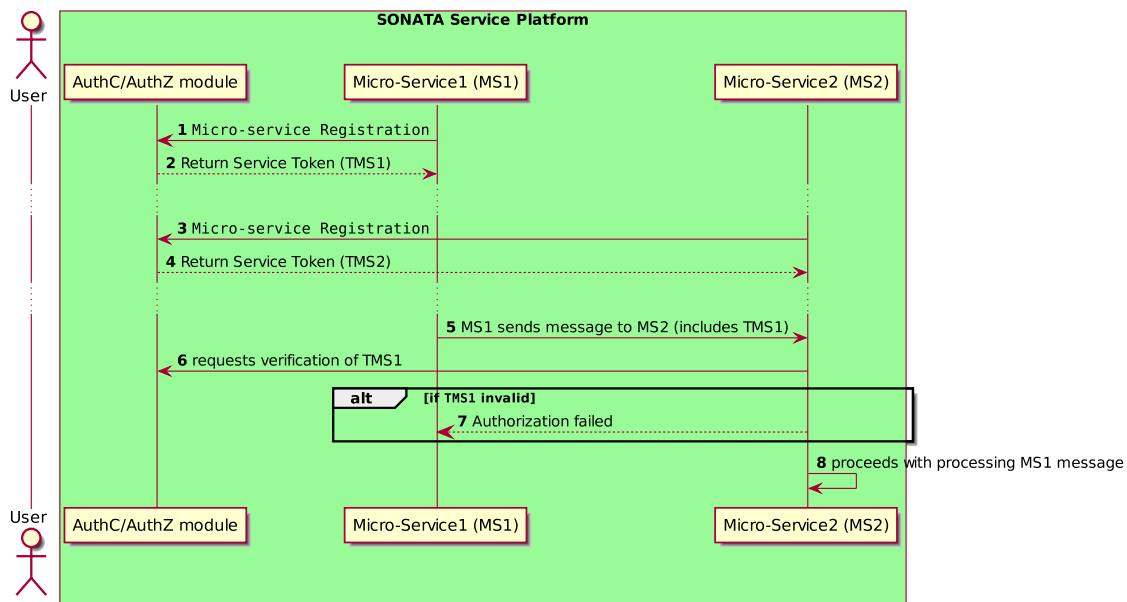 SONATA Service Platform
User
AuthC/AuthZ module
Micro-Service1 (MS1)
Micro-Service2 (MS2)
1 Micro-service Registration
2 Return Service Token (TMS1)
3 Micro-service Registration
4 Return Service Token (TMS2)
5 MS1 sends message to MS2 (includes TMS1)
6 requests verification of TMS1
alt [if TMS1 invalid]
7 Authorization failed
8 proceeds with processing MS1 message
User
AuthC/AuthZ module
Micro-Service1 (MS1)
Micro-Service2 (MS2)